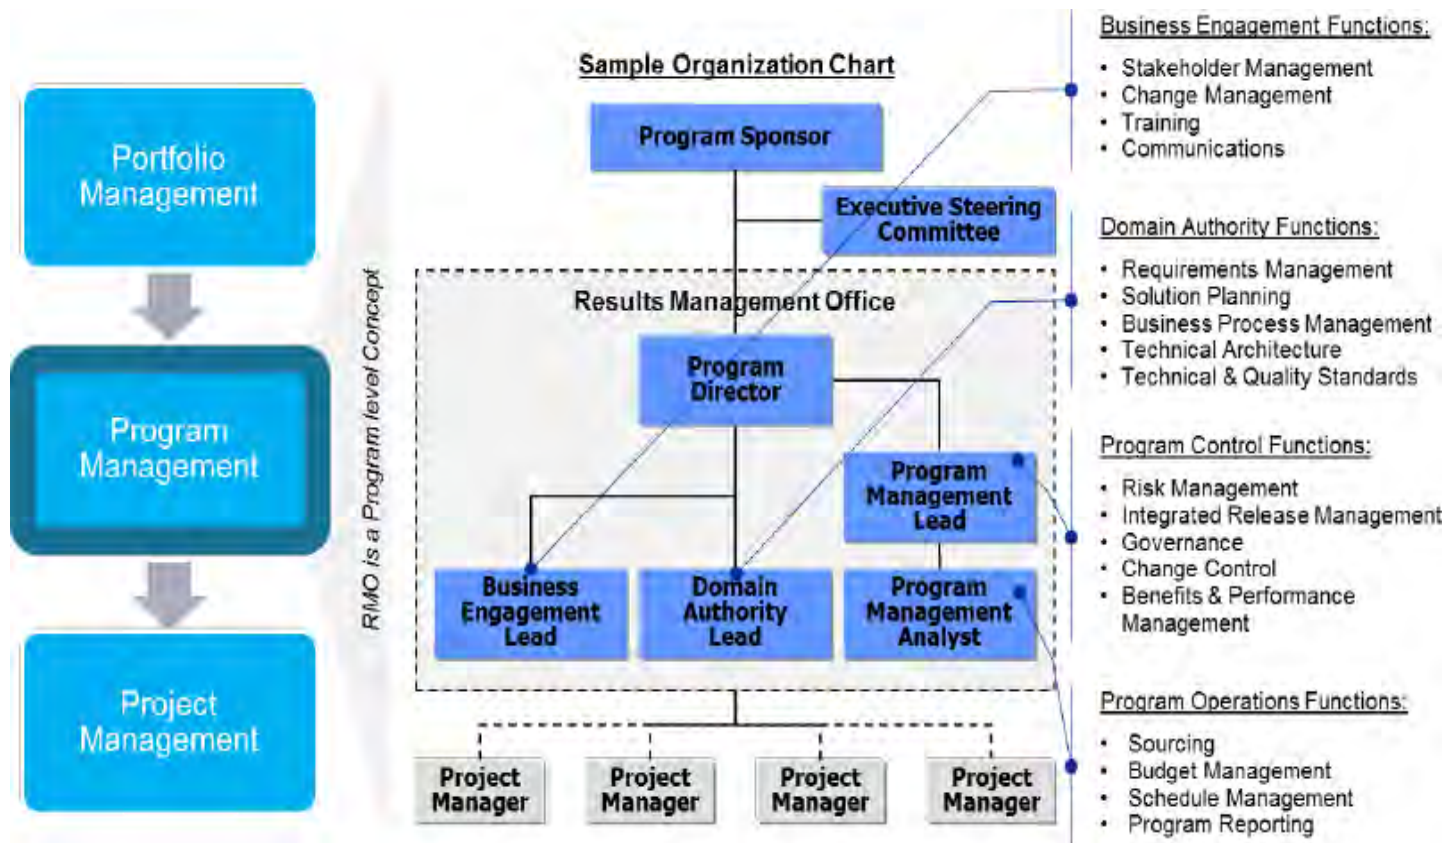 Portfolio
Management
Program
Management
Project
Management
RMO is a Program level Concept
Sample Organization Chart
Program Sponsor
Executive Steering
Committee
Results Management Office
Program
Director
Program
Management
Lead
Business
Engagement
Lead
Domain
Authority
Lead
Program
Management
Analyst
Project
Manager
Project
Manager
Project
Manager
Project
Manager
Business Engagement Functions:
• Stakeholder Management
• Change Management
• Training
• Communications
Domain Authority Functions:
• Requirements Management
• Solution Planning
• Business Process Management
• Technical Architecture
• Technical & Quality Standards
Program Control Functions:
• Risk Management
• Integrated Release Management
• Governance
• Change Control
• Benefits & Performance
Management
Program Operations Functions:
• Sourcing
• Budget Management
• Schedule Management
• Program Reporting